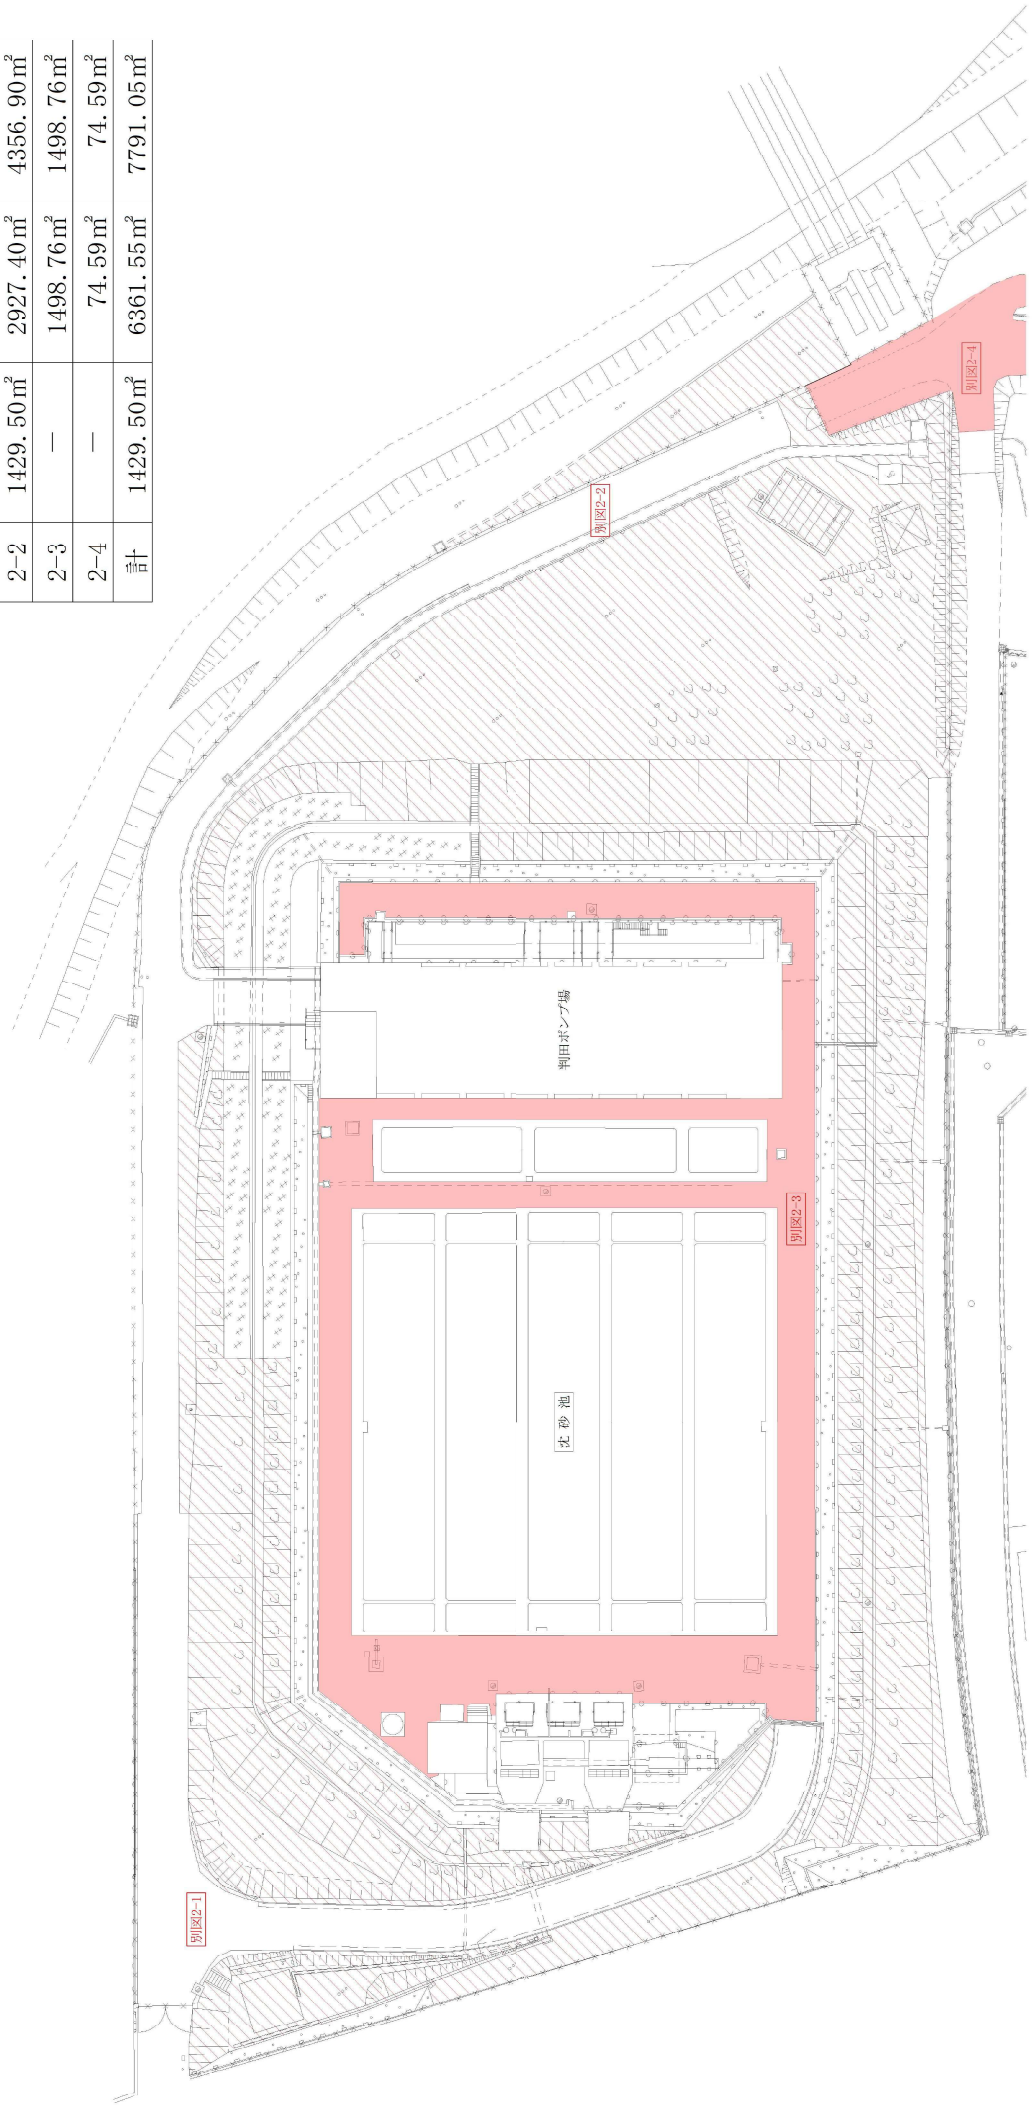 2-2 1429.50㎡ 2927.40㎡ 4356.90㎡
2-3 — 1498.76㎡ 1498.76㎡
2-4 — 74.59㎡ 74.59㎡
計 1429.50㎡ 6361.55㎡ 7791.05㎡
別図2-4
別図2-2
判田ポンプ場
別図2-3
沈砂池
別図2-1